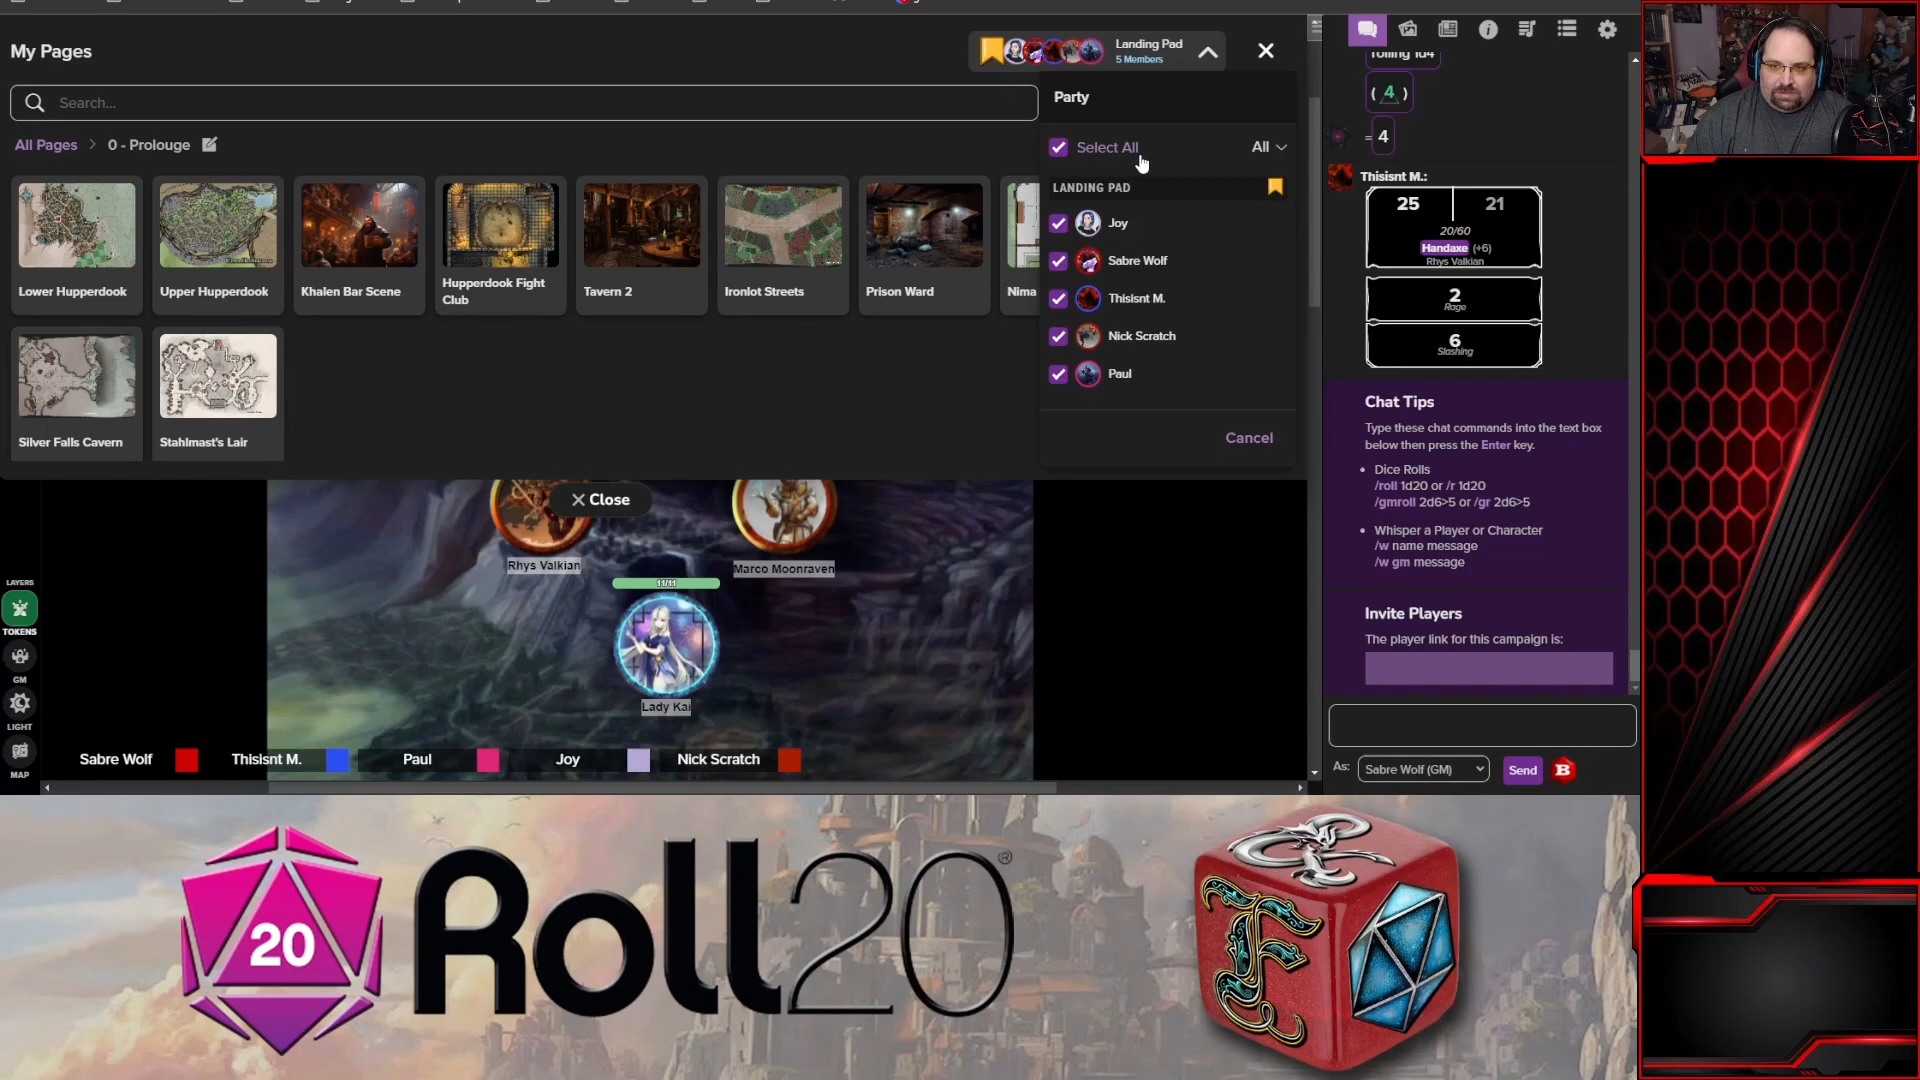 My Pages
Landing Pad
5 Members
Search...
All Pages > 0 - Prolouge
Lower Hupperdook
Upper Hupperdook
Khalen Bar Scene
Hupperdook Fight
Club
Tavern 2
Ironlot Streets
Prison Ward
Nima
Silver Falls Cavern
Stahlmast's Lair
Party
Select All
All
LANDING PAD
Joy
Sabre Wolf
Thisisnt M.
Nick Scratch
Paul
Cancel
Close
Rhys Valkian
Marco Moonraven
11/11
Lady Kai
LAYERS
TOKENS
GM
LIGHT
MAP
Sabre Wolf
Thisisnt M.
Paul
Joy
Nick Scratch
rolling 1d4
( 4 )
= 4
Thisisnt M.:
25
21
20/60
Handaxe (+6)
Rhys Valkian
2
Rage
6
Slashing
Chat Tips
Type these chat commands into the text box
below then press the Enter key.
• Dice Rolls
/roll 1d20 or /r 1d20
/gmroll 2d6>5 or /gr 2d6>5
• Whisper a Player or Character
/w name message
/w gm message
Invite Players
The player link for this campaign is:
As:
Sabre Wolf (GM)
Send
B
20
Roll20®
E